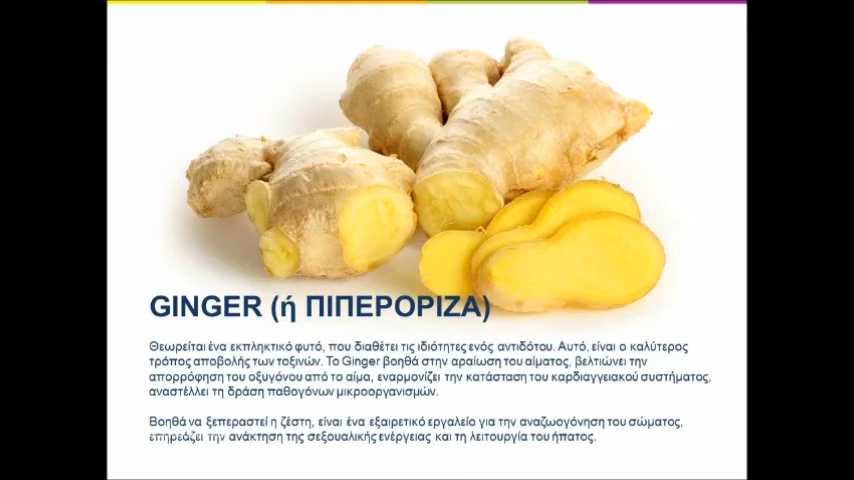 GINGER (ή ΠΙΠΕΡΟΡΙΖΑ)
Θεωρείται ένα εκπληκτικό φυτό, που διαθέτει τις ιδιότητες ενός αντιδότου. Αυτό, είναι ο καλύτερος
τρόπος αποβολής των τοξινών. Το Ginger βοηθά στην αραίωση του αίματος, βελτιώνει την
απορρόφηση του οξυγόνου από το αίμα, εναρμονίζει την κατάσταση του καρδιαγγειακού συστήματος,
αναστέλλει τη δράση παθογόνων μικροοργανισμών.
Βοηθά να ξεπεραστεί η ζέστη, είναι ένα εξαιρετικό εργαλείο για την αναζωογόνηση του σώματος,
επηρεάζει την ανάκτηση της σεξουαλικής ενέργειας και τη λειτουργία του ήπατος.